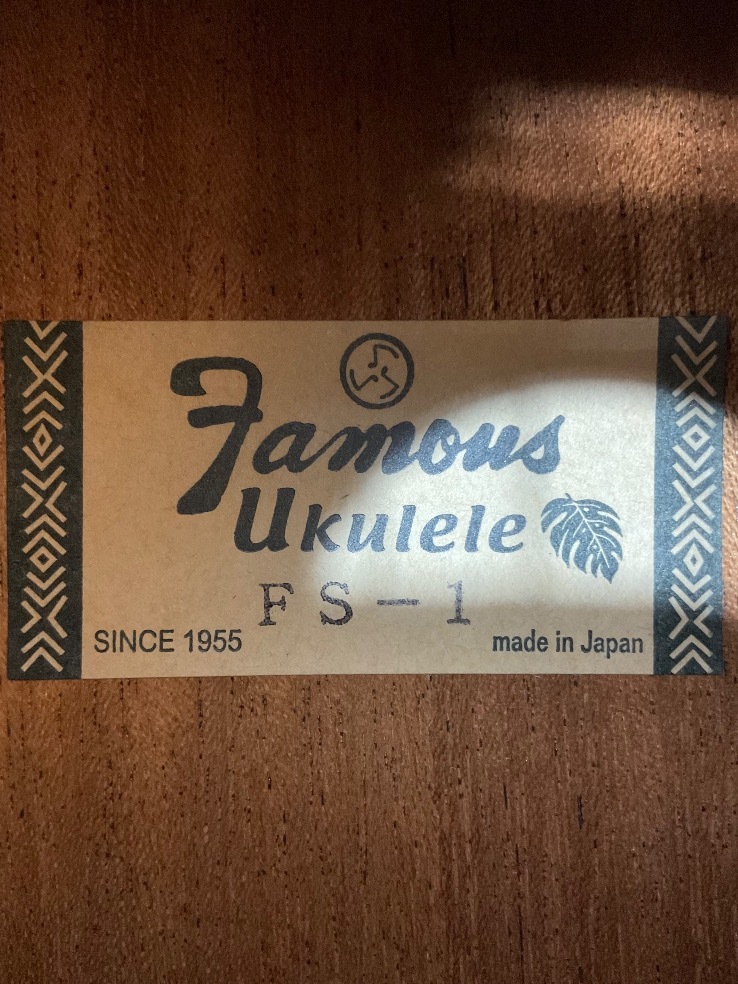 Famous
Ukulele
FS-1
SINCE 1955
made in Japan